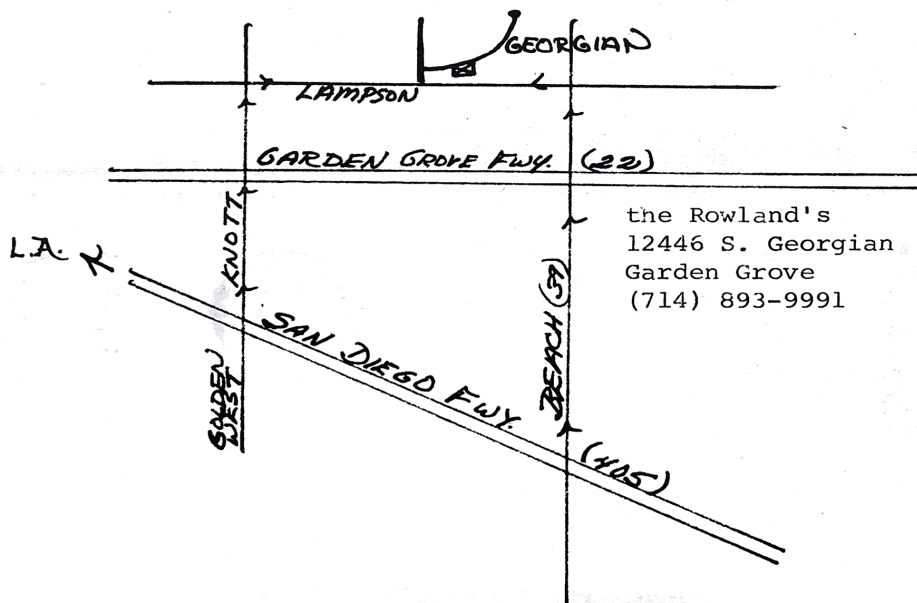 GEORGIAN
LAMPSON
GARDEN GROVE FWY. (22)
the Rowland's
12446 S. Georgian
Garden Grove
(714) 893-9991
L.A.
KNOTT
BEACH (39)
SAN DIEGO FWY.
(405)
GOLDEN
WEST